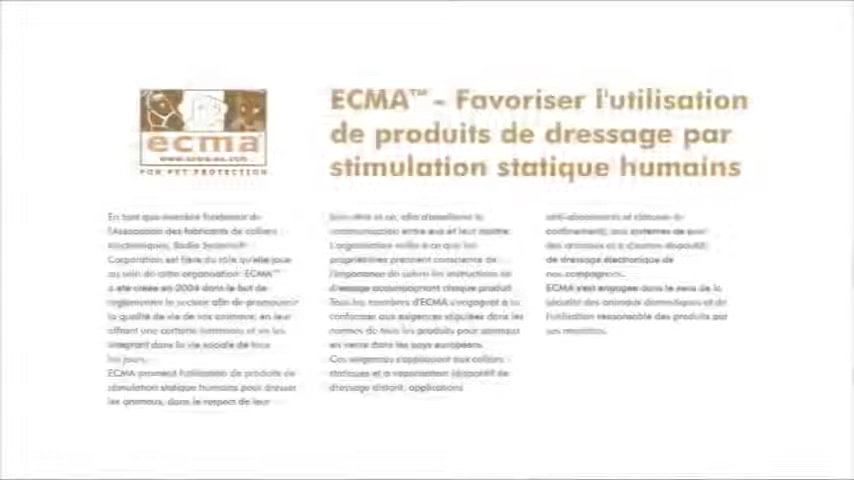 ecma
FOR PET PROTECTION
ECMA™ - Favoriser l'utilisation
de produits de dressage par
stimulation statique humains
En tant que membre fondateur de
l'Association des fabricants de colliers
électroniques, Radio Systems®
Corporation est fière du rôle qu'elle joue
au sein de cette organisation. ECMA™
a été créée en 2004 dans le but de
réglementer le secteur afin de promouvoir
la qualité de vie de nos animaux, en leur
offrant une certaine et en les
intégrant dans la vie sociale de tous
les jours.
ECMA promeut l'utilisation de produits de
stimulation statique humains pour dresser
les animaux, dans le respect de leur
bien-être et ce, afin d'améliorer la
communication entre eux et leur maître.
L'organisation veille à ce que les
propriétaires prennent conscience de
l'importance de suivre les instructions de
dressage accompagnant chaque produit.
Tous les membres d'ECMA s'engagent à se
conformer aux exigences stipulées dans les
normes de tous les produits pour animaux
en vente dans les pays européens.
Ces exigences s'appliquent aux colliers
statiques et à vaporisateur (dispositif de
dressage distant, applications
anti-aboiements et clôtures de
confinement), aux systèmes de suivi
des animaux et à d'autres dispositifs
de dressage électronique de
nos compagnons.
ECMA s'est engagée dans le sens de la
sécurité des animaux domestiques et de
l'utilisation responsable des produits par
ses membres.